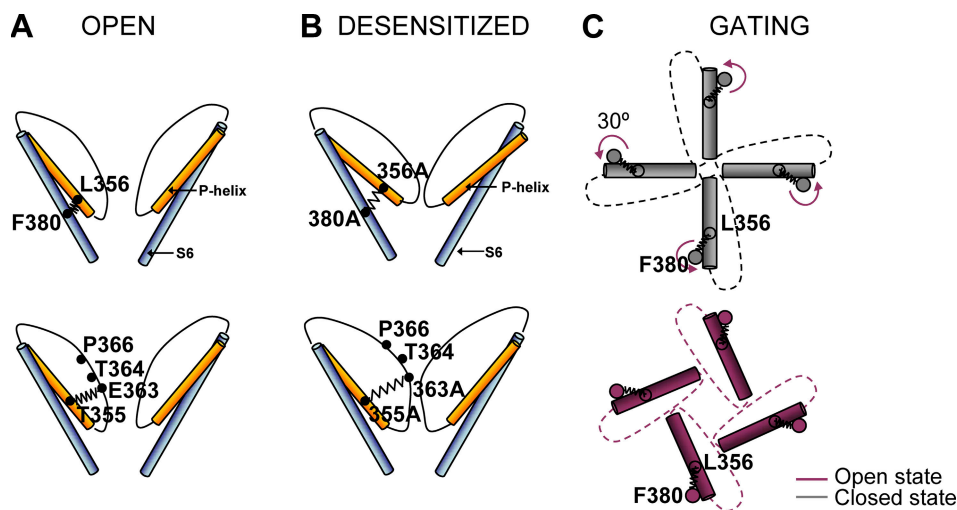 A OPEN
B DESENSITIZED
C GATING
L356
F380
P-helix
S6
356A
380A
P-helix
S6
30º
L356
F380
P366
T364
E363
T355
P366
T364
363A
355A
L356
F380
Open state
Closed state